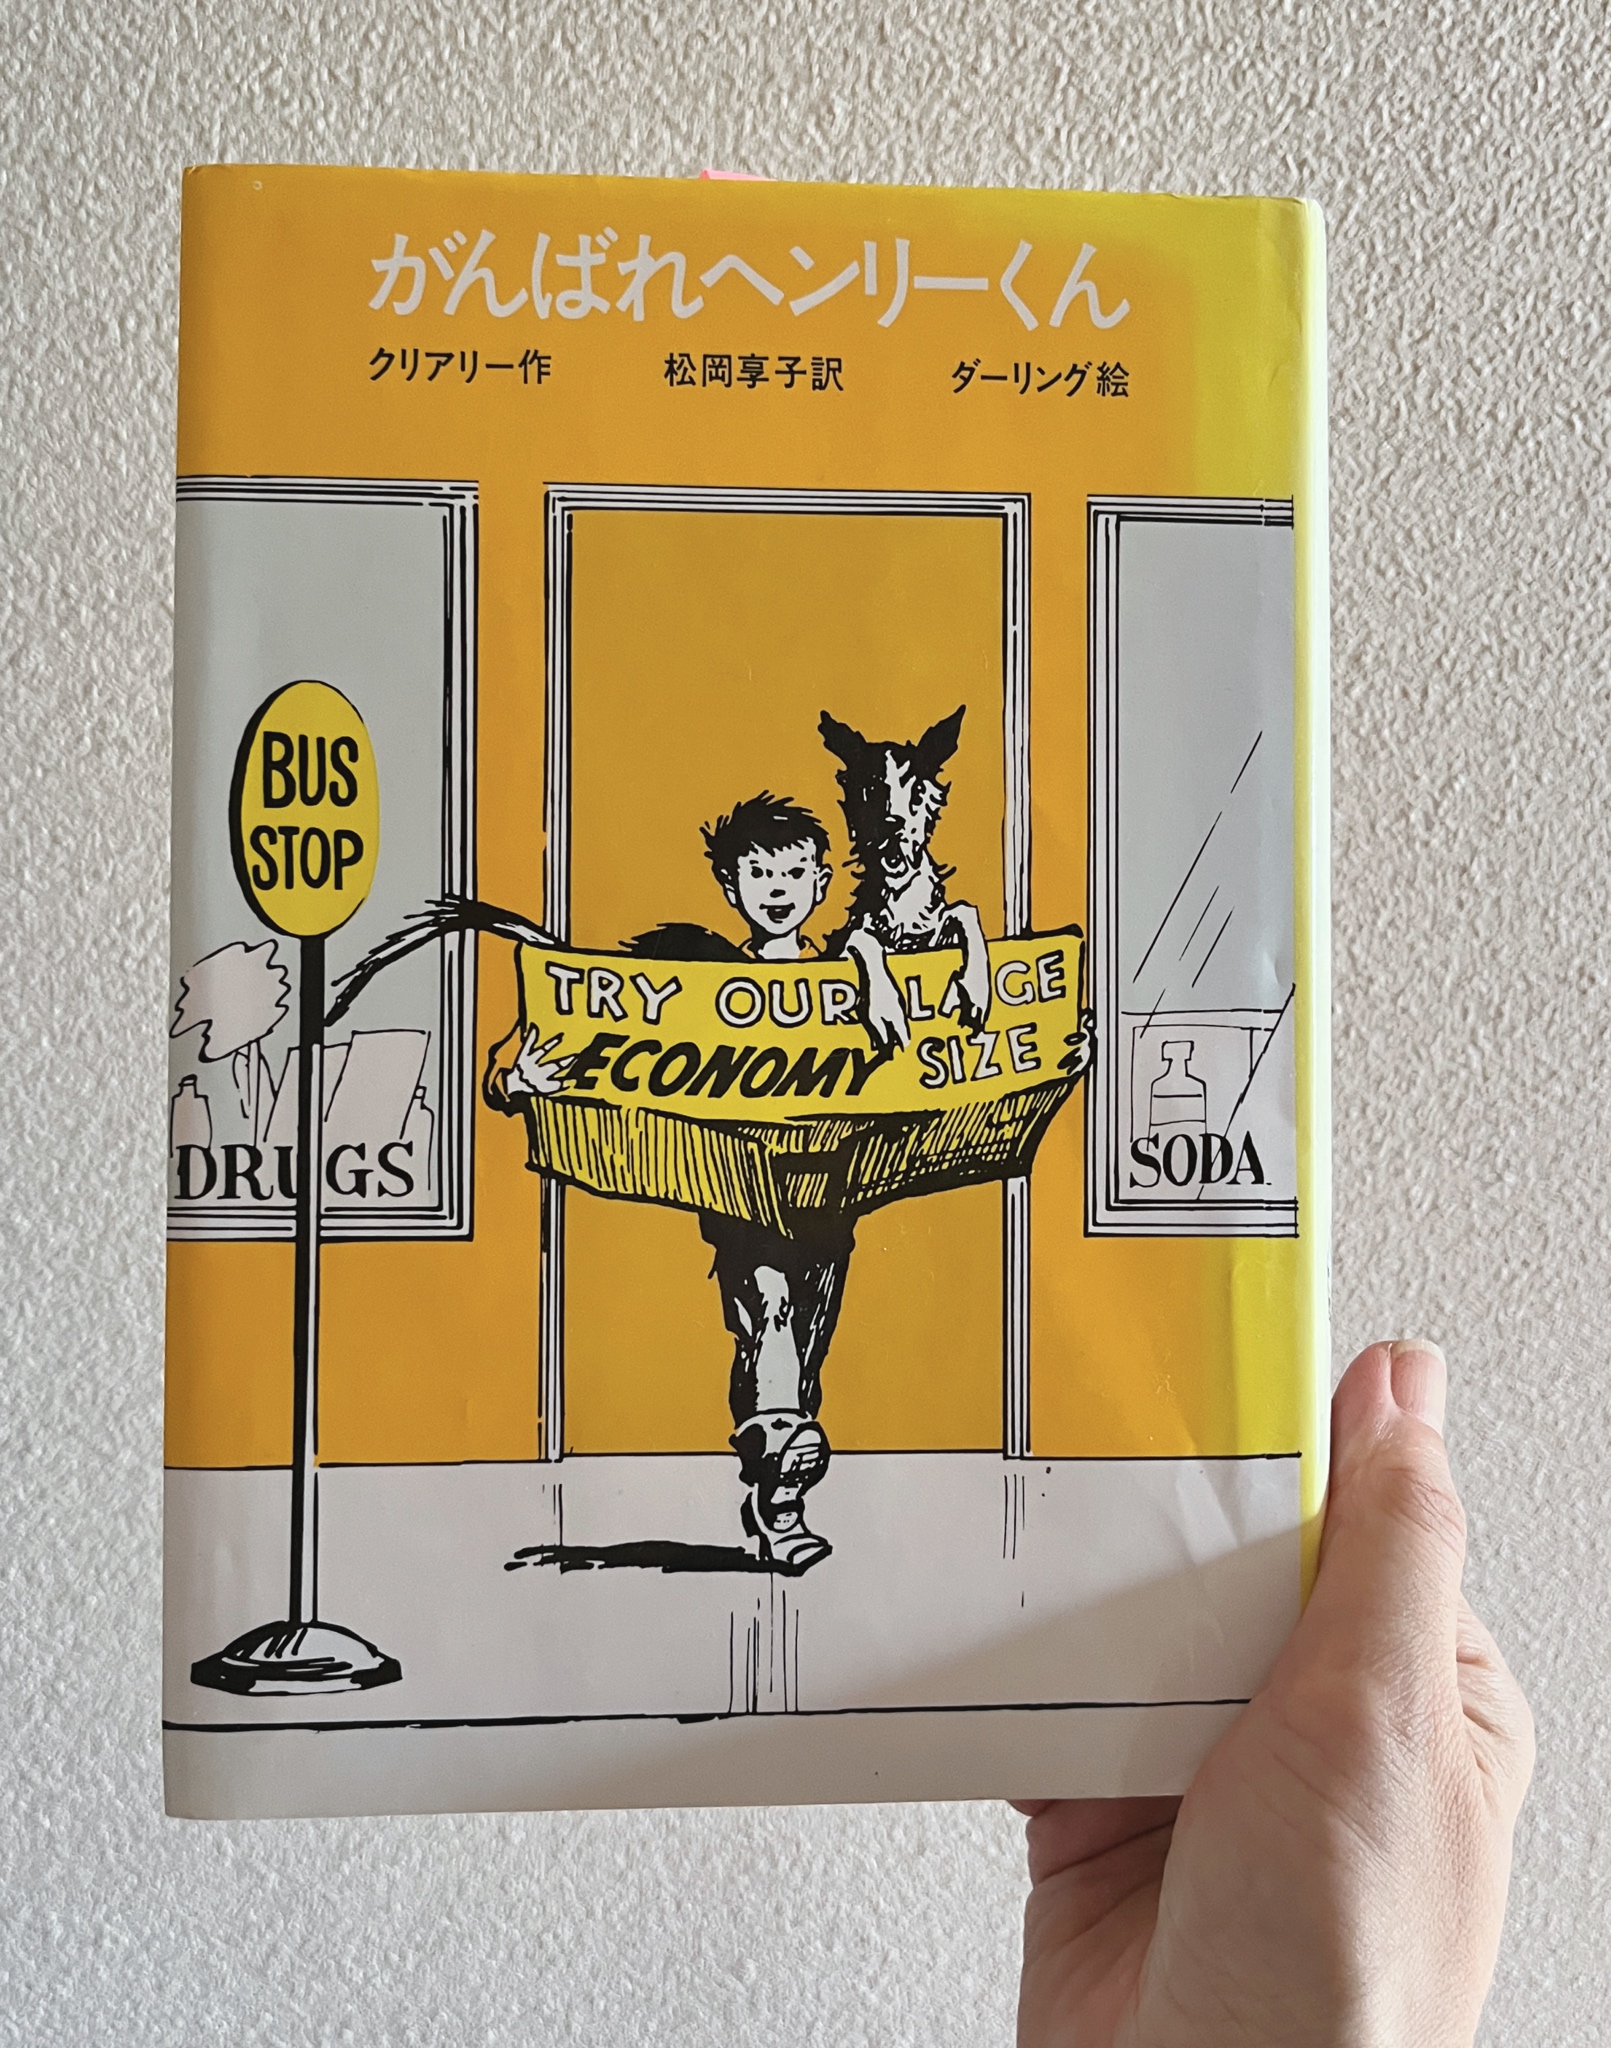 がんばれヘンリーくん
クリアリー作 松岡享子訳 ダーリング絵
BUS
STOP
TRY OUR LA GE
ECONOMY SIZE
DRUGS
SODA